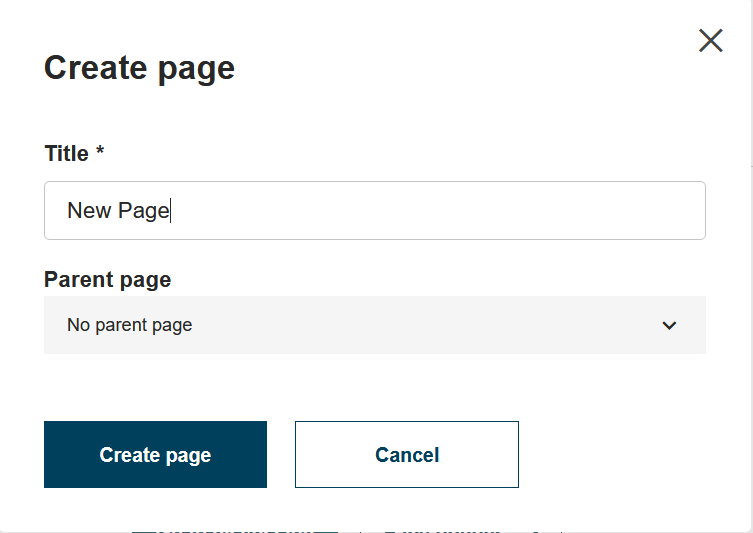 Create page
Title *
New Page
Parent page
No parent page
Create page
Cancel